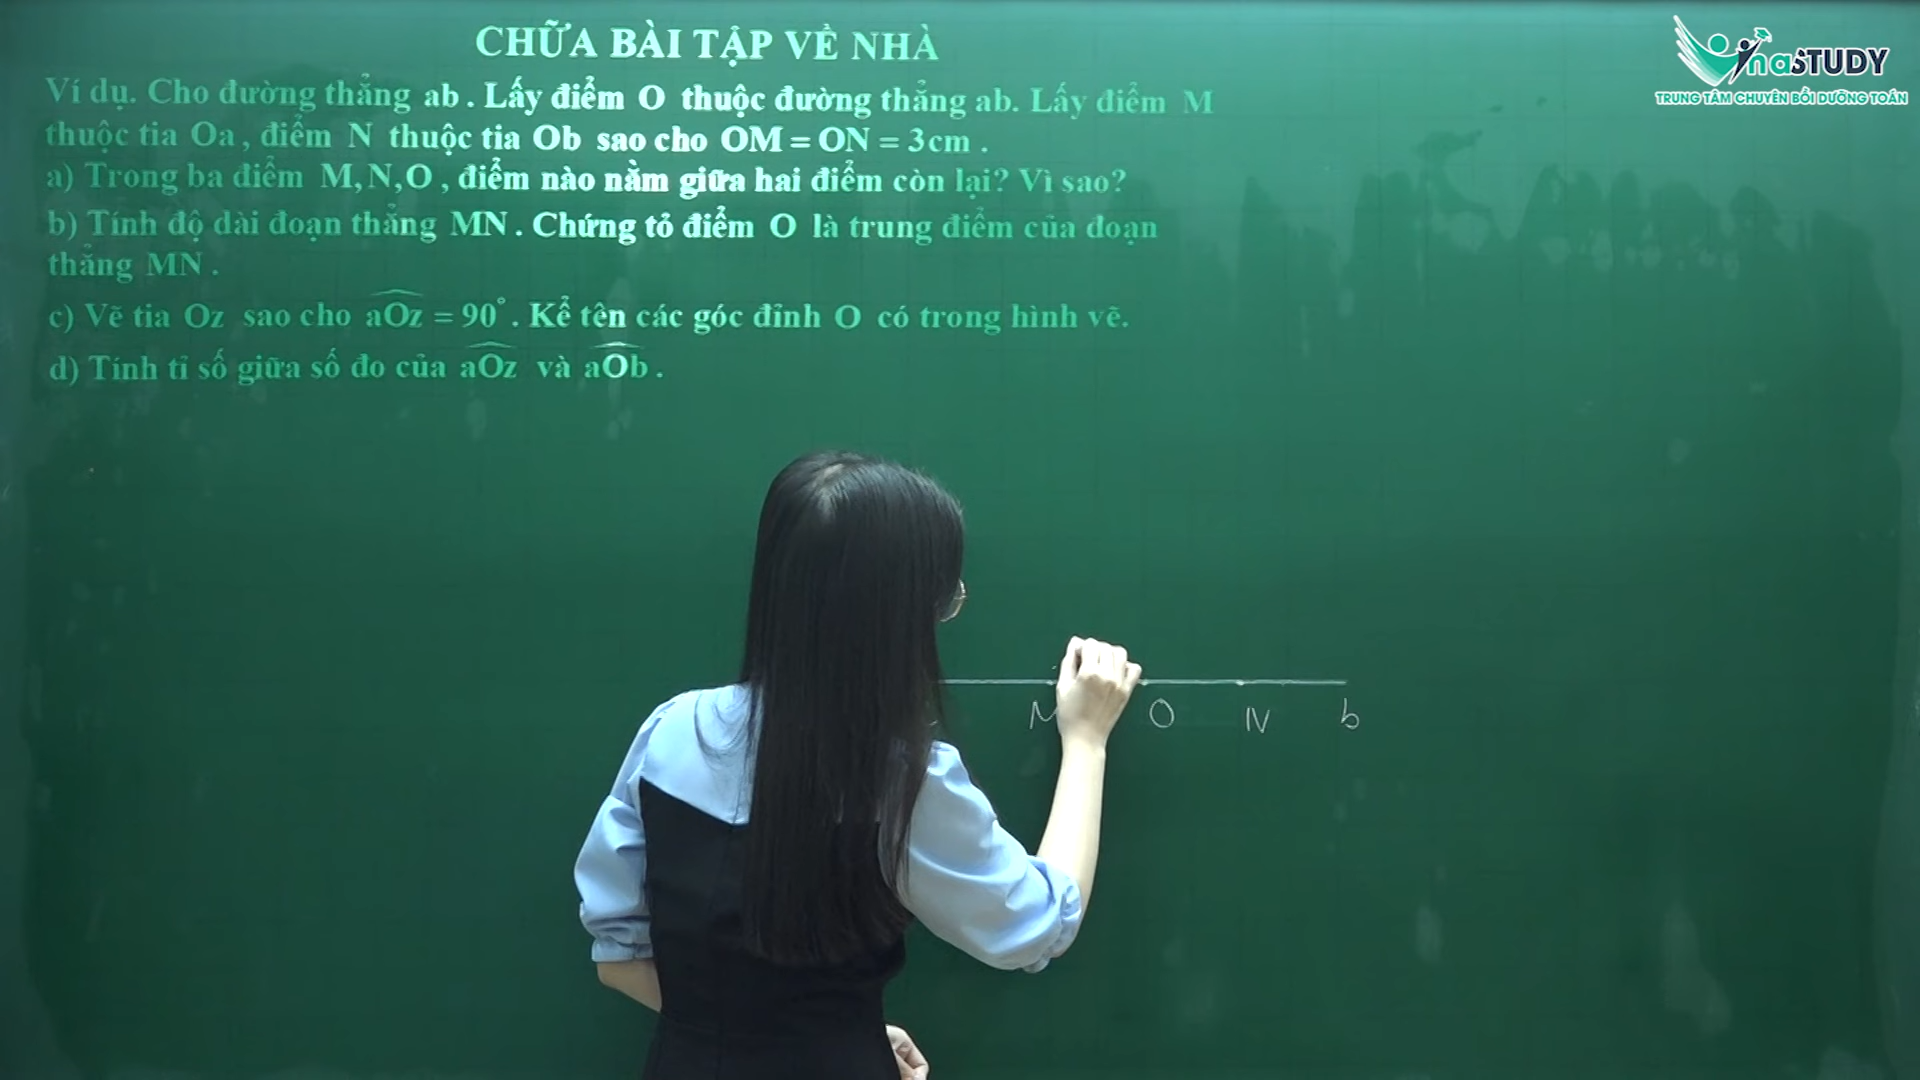 CHỮA BÀI TẬP VỀ NHÀ
Ví dụ. Cho đường thẳng ab. Lấy điểm O thuộc đường thẳng ab. Lấy điểm M
thuộc tia Oa, điểm N thuộc tia Ob sao cho OM = ON = 3cm.
a) Trong ba điểm M, N, O, điểm nào nằm giữa hai điểm còn lại? Vì sao?
b) Tính độ dài đoạn thẳng MN. Chứng tỏ điểm O là trung điểm của đoạn
thẳng MN.
c) Vẽ tia Oz sao cho aOz = 90°. Kể tên các góc đỉnh O có trong hình vẽ.
d) Tính tỉ số giữa số đo của aOz và aOb.
VinaSTUDY
TRUNG TÂM CHUYÊN BỒI DƯỠNG TOÁN
M O N b